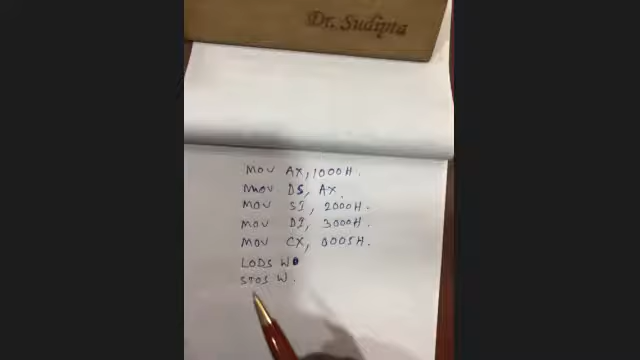 Dr. Sudipta
MOV AX, 1000H.
MOV DS, AX.
MOV SI, 2000H.
MOV DI, 3000H.
MOV CX, 0005H.
LODS W
STOS W.